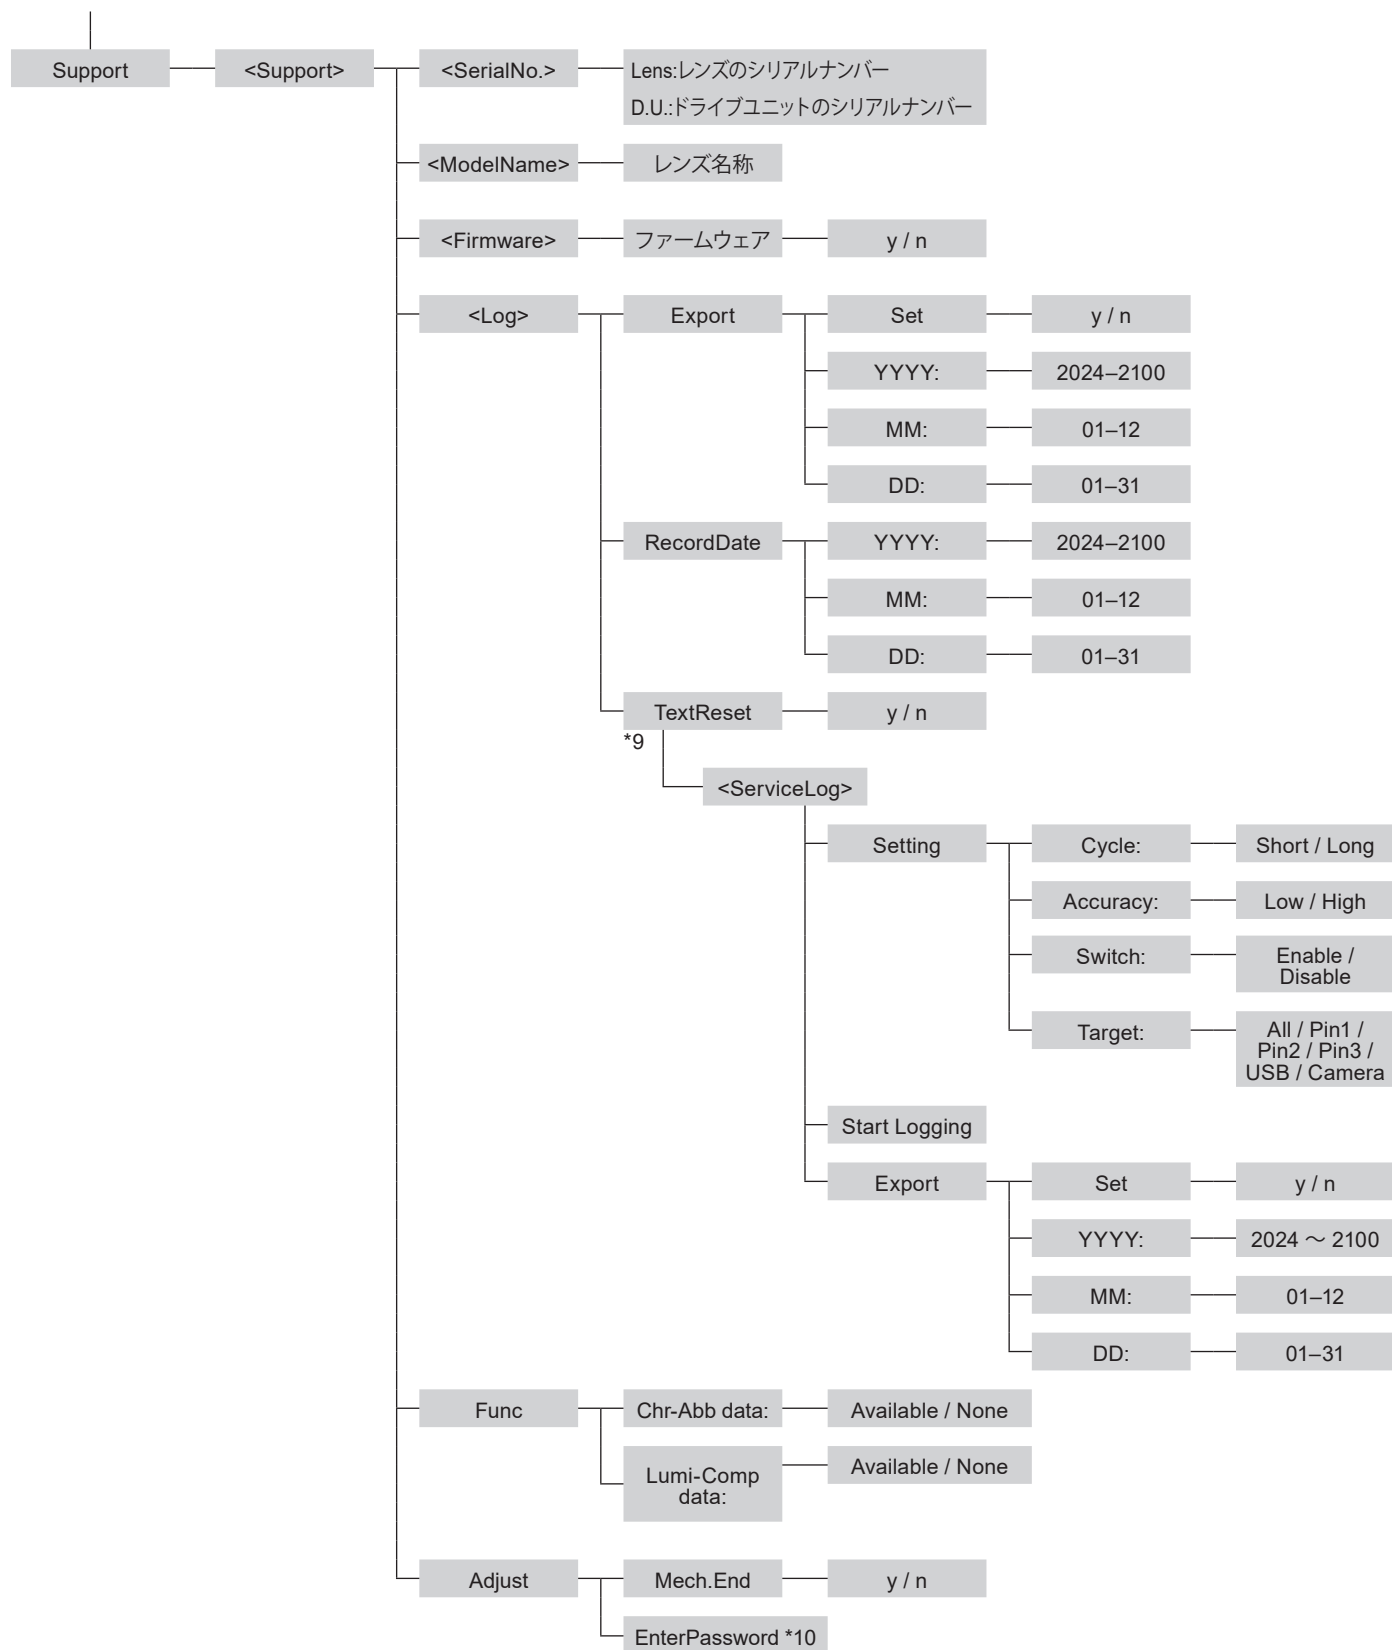 Support
<Support>
<SerialNo.>
Lens:レンズのシリアルナンバー
D.U.:ドライブユニットのシリアルナンバー
<ModelName>
レンズ名称
<Firmware>
ファームウェア
y / n
<Log>
Export
Set
y / n
YYYY:
2024–2100
MM:
01–12
DD:
01–31
RecordDate
YYYY:
2024–2100
MM:
01–12
DD:
01–31
TextReset
y / n
*9
<ServiceLog>
Setting
Cycle:
Short / Long
Accuracy:
Low / High
Switch:
Enable /
Disable
Target:
All / Pin1 /
Pin2 / Pin3 /
USB / Camera
Start Logging
Export
Set
y / n
YYYY:
2024 ～ 2100
MM:
01–12
DD:
01–31
Func
Chr-Abb data:
Available / None
Lumi-Comp
data:
Available / None
Adjust
Mech.End
y / n
EnterPassword *10